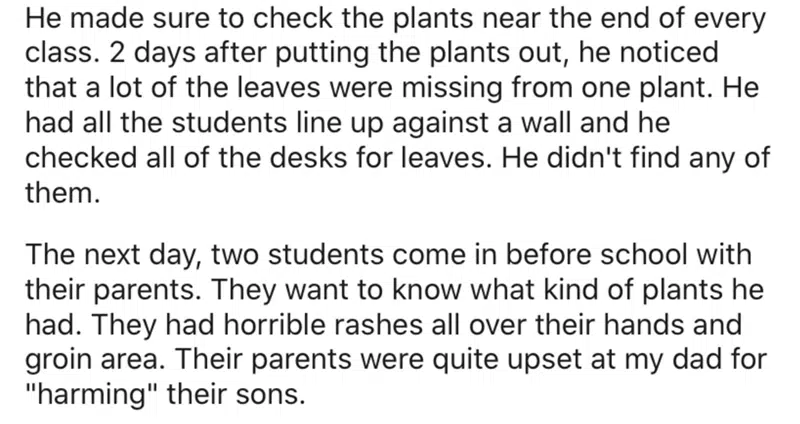 He made sure to check the plants near the end of every
class. 2 days after putting the plants out, he noticed
that a lot of the leaves were missing from one plant. He
had all the students line up against a wall and he
checked all of the desks for leaves. He didn't find any of
them.
The next day, two students come in before school with
their parents. They want to know what kind of plants he
had. They had horrible rashes all over their hands and
groin area. Their parents were quite upset at my dad for
"harming" their sons.